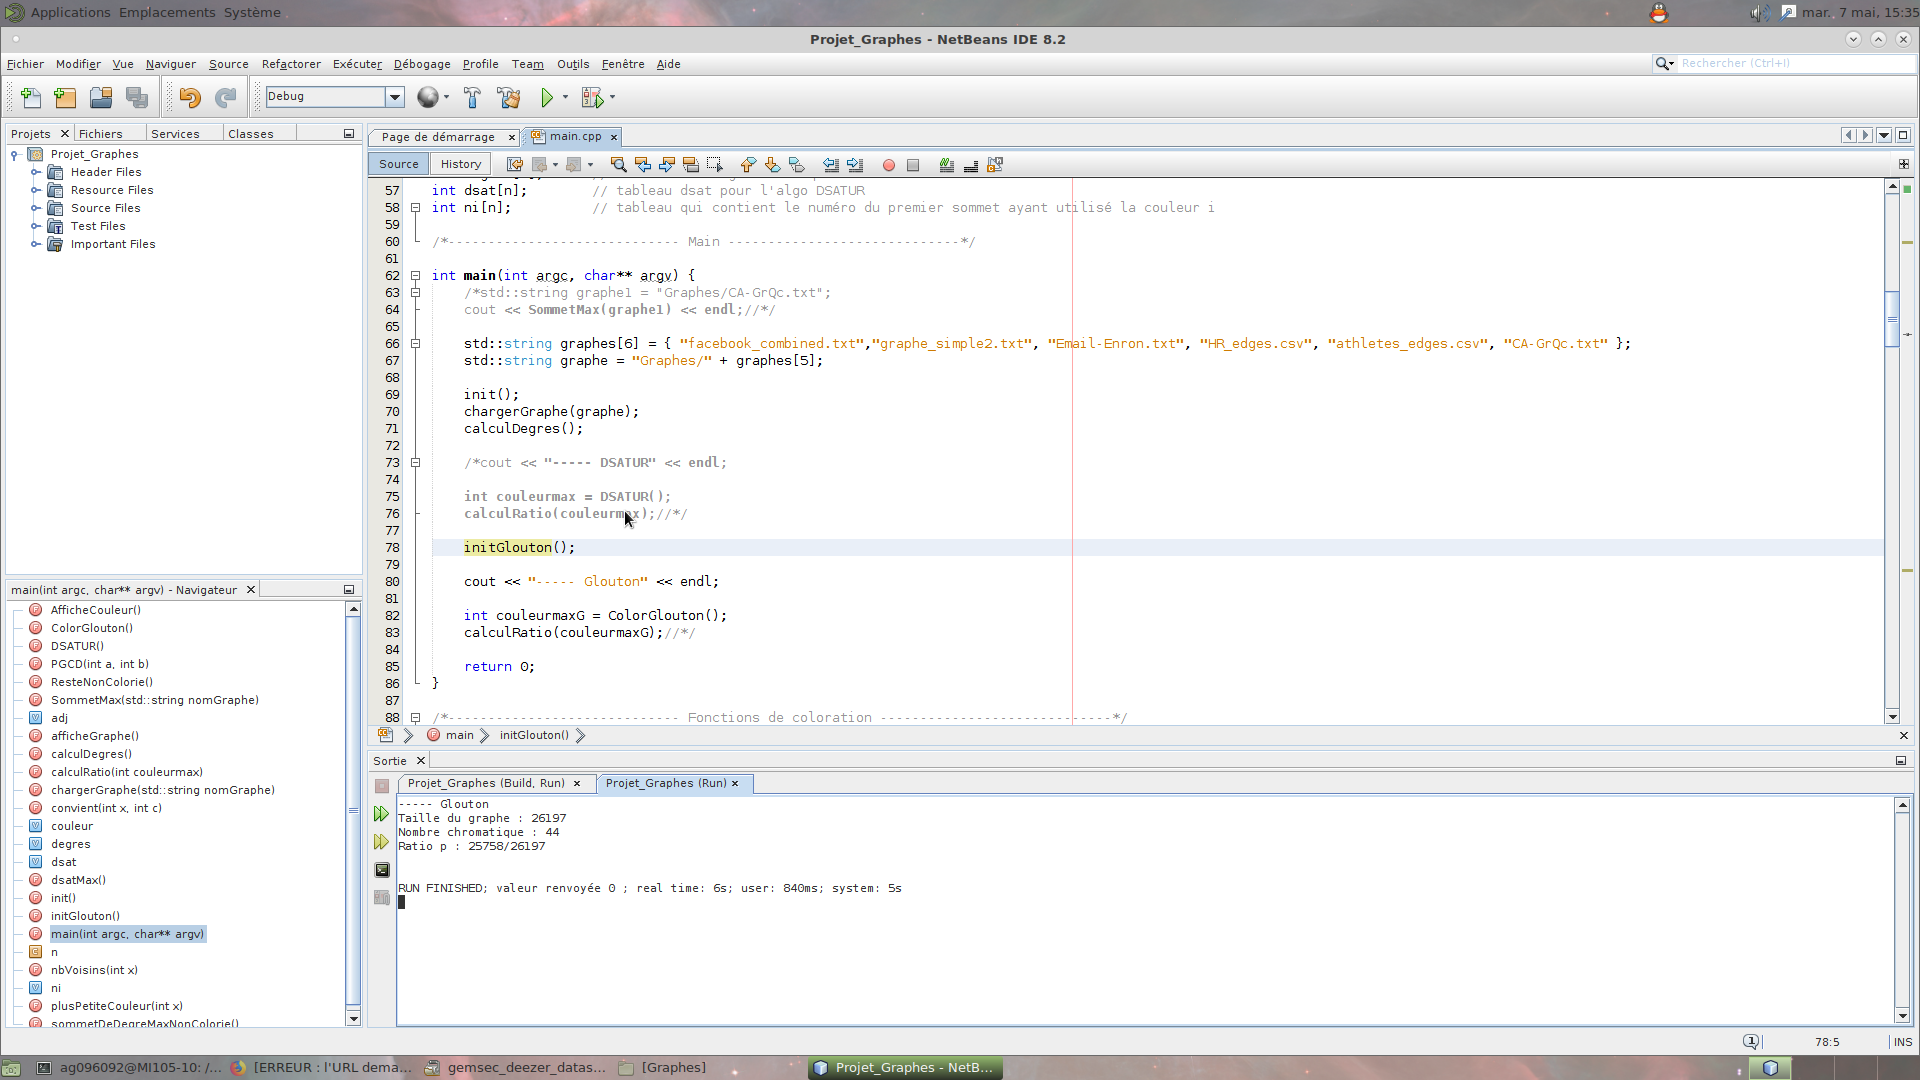 Applications Emplacements Système
mar. 7 mai, 15:35
Projet_Graphes - NetBeans IDE 8.2
Fichier Modifier Vue Naviguer Source Refactorer Exécuter Débogage Profile Team Outils Fenêtre Aide
Rechercher (Ctrl+I)
Debug
Projets Fichiers Services Classes
Projet_Graphes
Header Files
Resource Files
Source Files
Test Files
Important Files
main(int argc, char** argv) - Navigateur
AfficheCouleur()
ColorGlouton()
DSATUR()
PGCD(int a, int b)
ResteNonColorie()
SommetMax(std::string nomGraphe)
adj
afficheGraphe()
calculDegres()
calculRatio(int couleurmax)
chargerGraphe(std::string nomGraphe)
convient(int x, int c)
couleur
degres
dsat
dsatMax()
init()
initGlouton()
main(int argc, char** argv)
n
nbVoisins(int x)
ni
plusPetiteCouleur(int x)
sommetDeDegreMaxNonColorie()
Page de démarrage main.cpp
Source History
57 int dsat[n]; // tableau dsat pour l'algo DSATUR
58 int ni[n]; // tableau qui contient le numéro du premier sommet ayant utilisé la couleur i
59
60 /*----------------------------- Main -----------------------------*/
61
62 int main(int argc, char** argv) {
63 /*std::string graphe1 = "Graphes/CA-GrQc.txt";
64 cout << SommetMax(graphe1) << endl;//*/
65
66 std::string graphes[6] = { "facebook_combined.txt","graphe_simple2.txt", "Email-Enron.txt", "HR_edges.csv", "athletes_edges.csv", "CA-GrQc.txt" };
67 std::string graphe = "Graphes/" + graphes[5];
68
69 init();
70 chargerGraphe(graphe);
71 calculDegres();
72
73 /*cout << "----- DSATUR" << endl;
74
75 int couleurmax = DSATUR();
76 calculRatio(couleurmax);//*/
77
78 initGlouton();
79
80 cout << "----- Glouton" << endl;
81
82 int couleurmaxG = ColorGlouton();
83 calculRatio(couleurmaxG);//*/
84
85 return 0;
86 }
87
88 /*----------------------------- Fonctions de coloration -----------------------------*/
main initGlouton()
Sortie
Projet_Graphes (Build, Run) Projet_Graphes (Run)
----- Glouton
Taille du graphe : 26197
Nombre chromatique : 44
Ratio p : 25758/26197
RUN FINISHED; valeur renvoyée 0 ; real time: 6s; user: 840ms; system: 5s
78:5 INS
ag096092@MI105-10: /... [ERREUR : l'URL dema... gemsec_deezer_datas... [Graphes] Projet_Graphes - NetB...